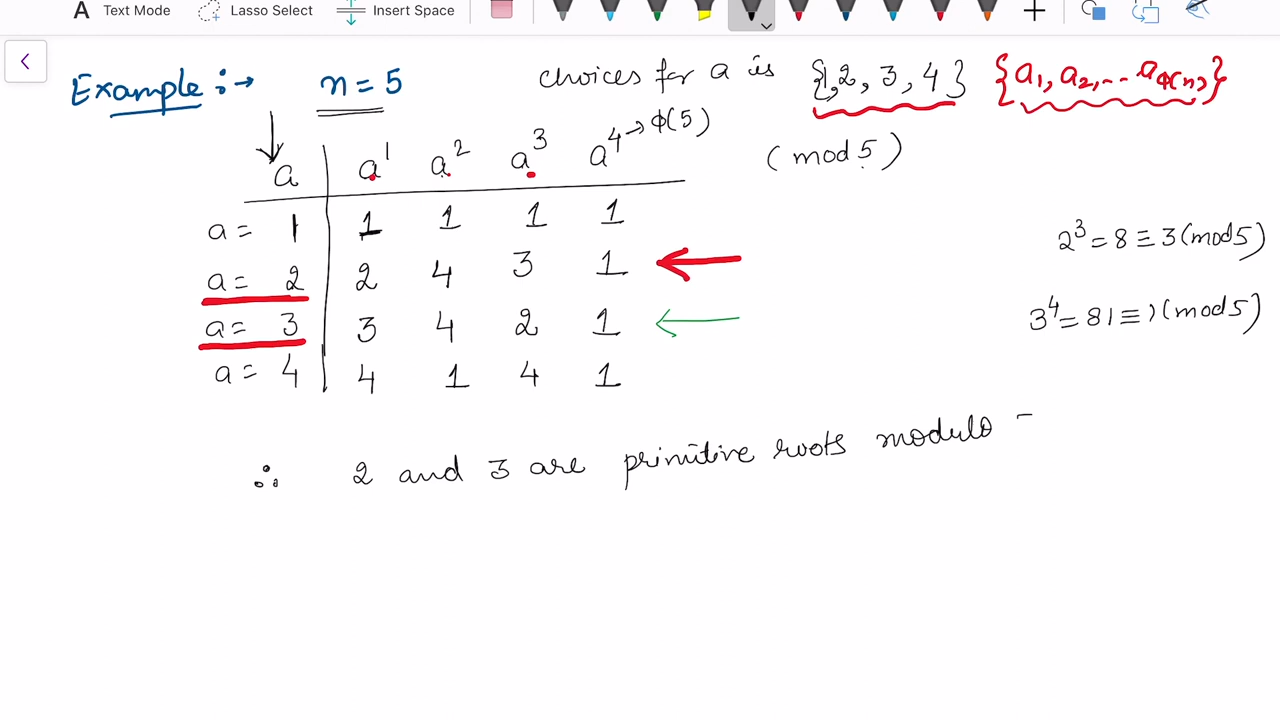 A Text Mode Lasso Select Insert Space
Example :→ n = 5 choices for a is {1,2,3,4} {a₁, a₂,... a_Φ(n)}
a a¹ a² a³ a⁴ → Φ(5) (mod 5)
a = 1 1 1 1 1
a = 2 2 4 3 1 2³ = 8 ≡ 3 (mod 5)
a = 3 3 4 2 1 3⁴ = 81 ≡ 1 (mod 5)
a = 4 4 1 4 1
∴ 2 and 3 are primitive roots modulo